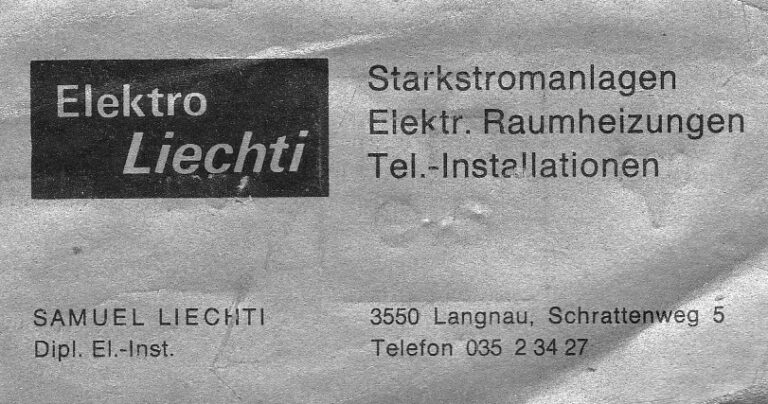 Elektro
Liechti
Starkstromanlagen
Elektr. Raumheizungen
Tel.-Installationen
SAMUEL LIECHTI
Dipl. El.-Inst.
3550 Langnau, Schrattenweg 5
Telefon 035 2 34 27